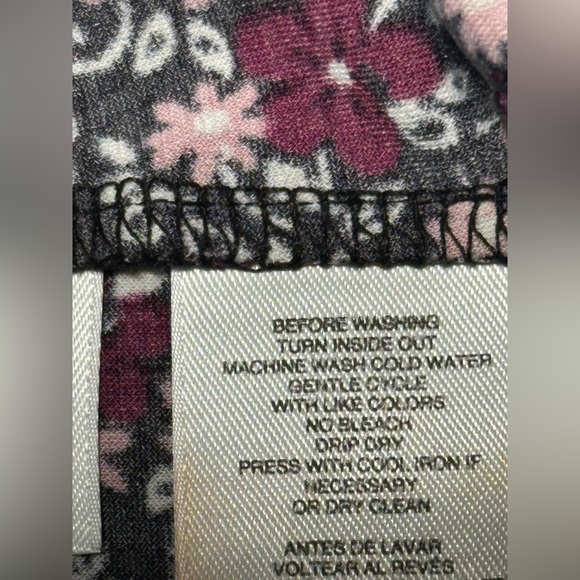 BEFORE WASHING
TURN INSIDE OUT
MACHINE WASH COLD WATER
GENTLE CYCLE
WITH LIKE COLORS
NO BLEACH
DRIP DRY
PRESS WITH COOL IRON IF
NECESSARY
OR DRY CLEAN
ANTES DE LAVAR
VOLTEAR AL REVES